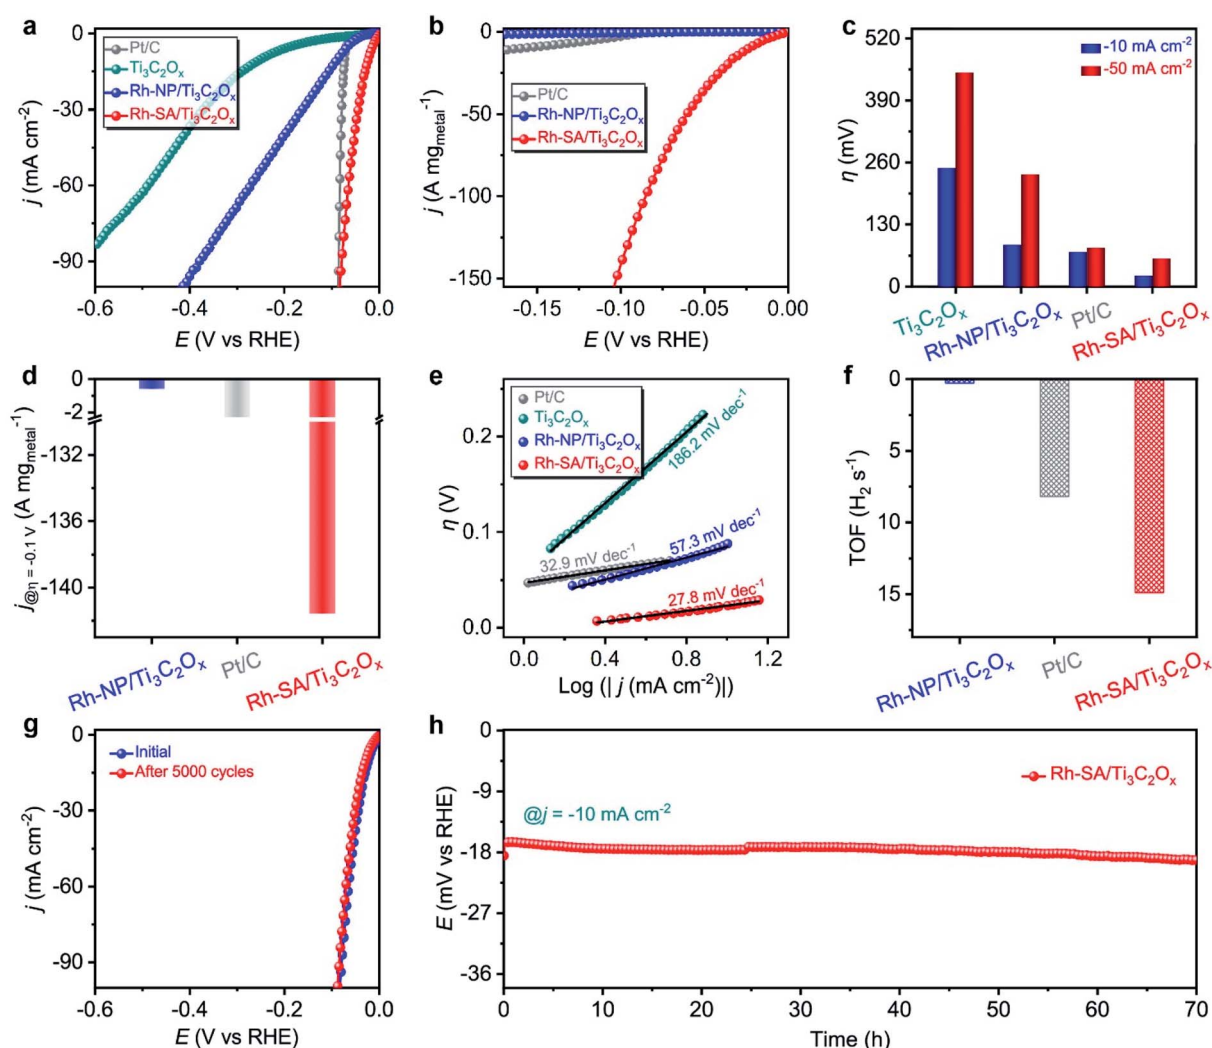 a
Pt/C
Ti₃C₂Oₓ
Rh-NP/Ti₃C₂Oₓ
Rh-SA/Ti₃C₂Oₓ
0
-30
-60
-90
j (mA cm⁻²)
-0.6 -0.4 -0.2 0.0
E (V vs RHE)
b
Pt/C
Rh-NP/Ti₃C₂Oₓ
Rh-SA/Ti₃C₂Oₓ
0
-50
-100
-150
j (A mg_metal⁻¹)
-0.15 -0.10 -0.05 0.00
E (V vs RHE)
c
-10 mA cm⁻²
-50 mA cm⁻²
520
390
260
130
0
η (mV)
Ti₃C₂Oₓ
Rh-NP/Ti₃C₂Oₓ
Pt/C
Rh-SA/Ti₃C₂Oₓ
d
0
-2
-132
-136
-140
j@η = -0.1 V (A mg_metal⁻¹)
Rh-NP/Ti₃C₂Oₓ
Pt/C
Rh-SA/Ti₃C₂Oₓ
e
Pt/C
Ti₃C₂Oₓ
Rh-NP/Ti₃C₂Oₓ
Rh-SA/Ti₃C₂Oₓ
186.2 mV dec⁻¹
57.3 mV dec⁻¹
32.9 mV dec⁻¹
27.8 mV dec⁻¹
0.2
0.1
0.0
η (V)
0.0 0.4 0.8 1.2
Log (| j (mA cm⁻²)|)
f
0
5
10
15
TOF (H₂ s⁻¹)
Rh-NP/Ti₃C₂Oₓ
Pt/C
Rh-SA/Ti₃C₂Oₓ
g
Initial
After 5000 cycles
0
-30
-60
-90
j (mA cm⁻²)
-0.6 -0.4 -0.2 0.0
E (V vs RHE)
h
Rh-SA/Ti₃C₂Oₓ
@j = -10 mA cm⁻²
0
-9
-18
-27
-36
E (mV vs RHE)
0 10 20 30 40 50 60 70
Time (h)